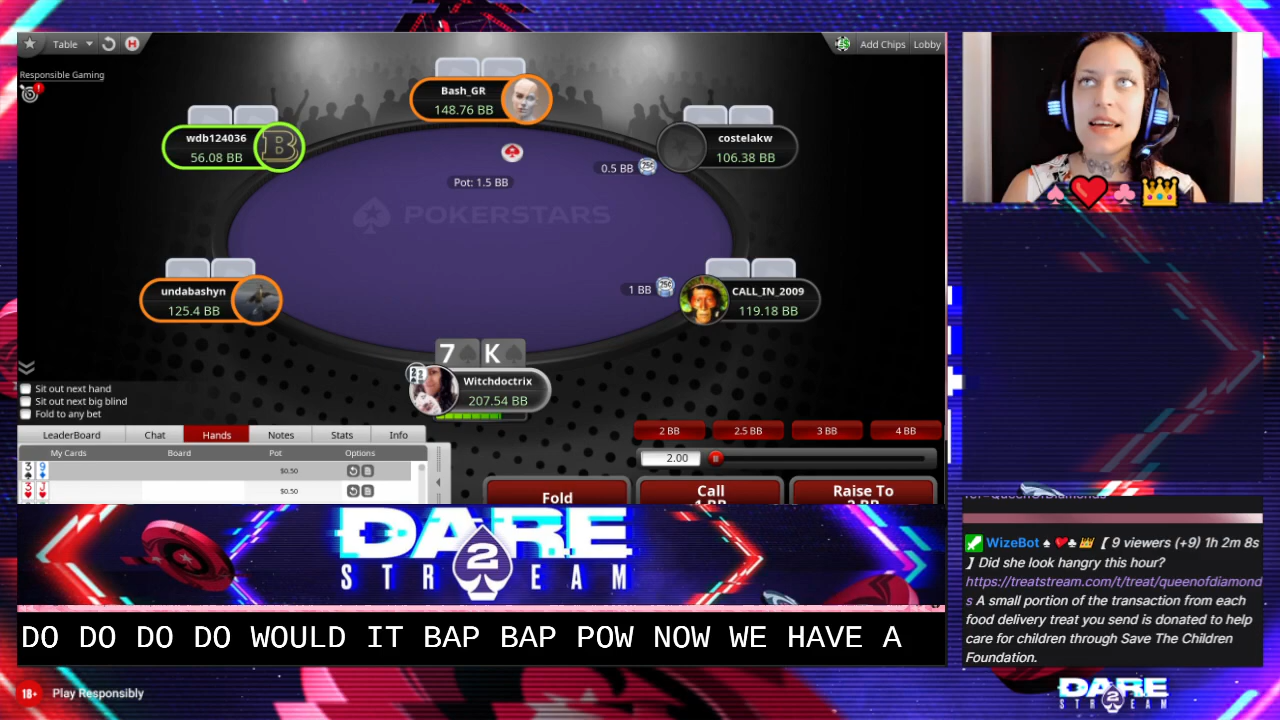 Table
H
Add Chips
Lobby
Responsible Gaming
Bash_GR
148.76 BB
wdb124036
56.08 BB
B
costelakw
106.38 BB
0.5 BB
Pot: 1.5 BB
POKERSTARS
undabashyn
125.4 BB
1 BB
CALL_IN_2009
119.18 BB
7 K
Witchdoctrix
207.54 BB
Sit out next hand
Sit out next big blind
Fold to any bet
2 BB
2.5 BB
3 BB
4 BB
2.00
Fold
Call
Raise To
LeaderBoard
Chat
Hands
Notes
Stats
Info
My Cards
Board
Pot
Options
3 9
$0.50
3 J
$0.50
DARE
2
STREAM
DO DO DO DO WOULD IT BAP BAP POW NOW WE HAVE A
WizeBot [ 9 viewers (+9) 1h 2m 8s
] Did she look hangry this hour?
https://treatstream.com/t/treat/queenofdiamond
s A small portion of the transaction from each
food delivery treat you send is donated to help
care for children through Save The Children
Foundation.
18+
Play Responsibly
DARE
2
STREAM